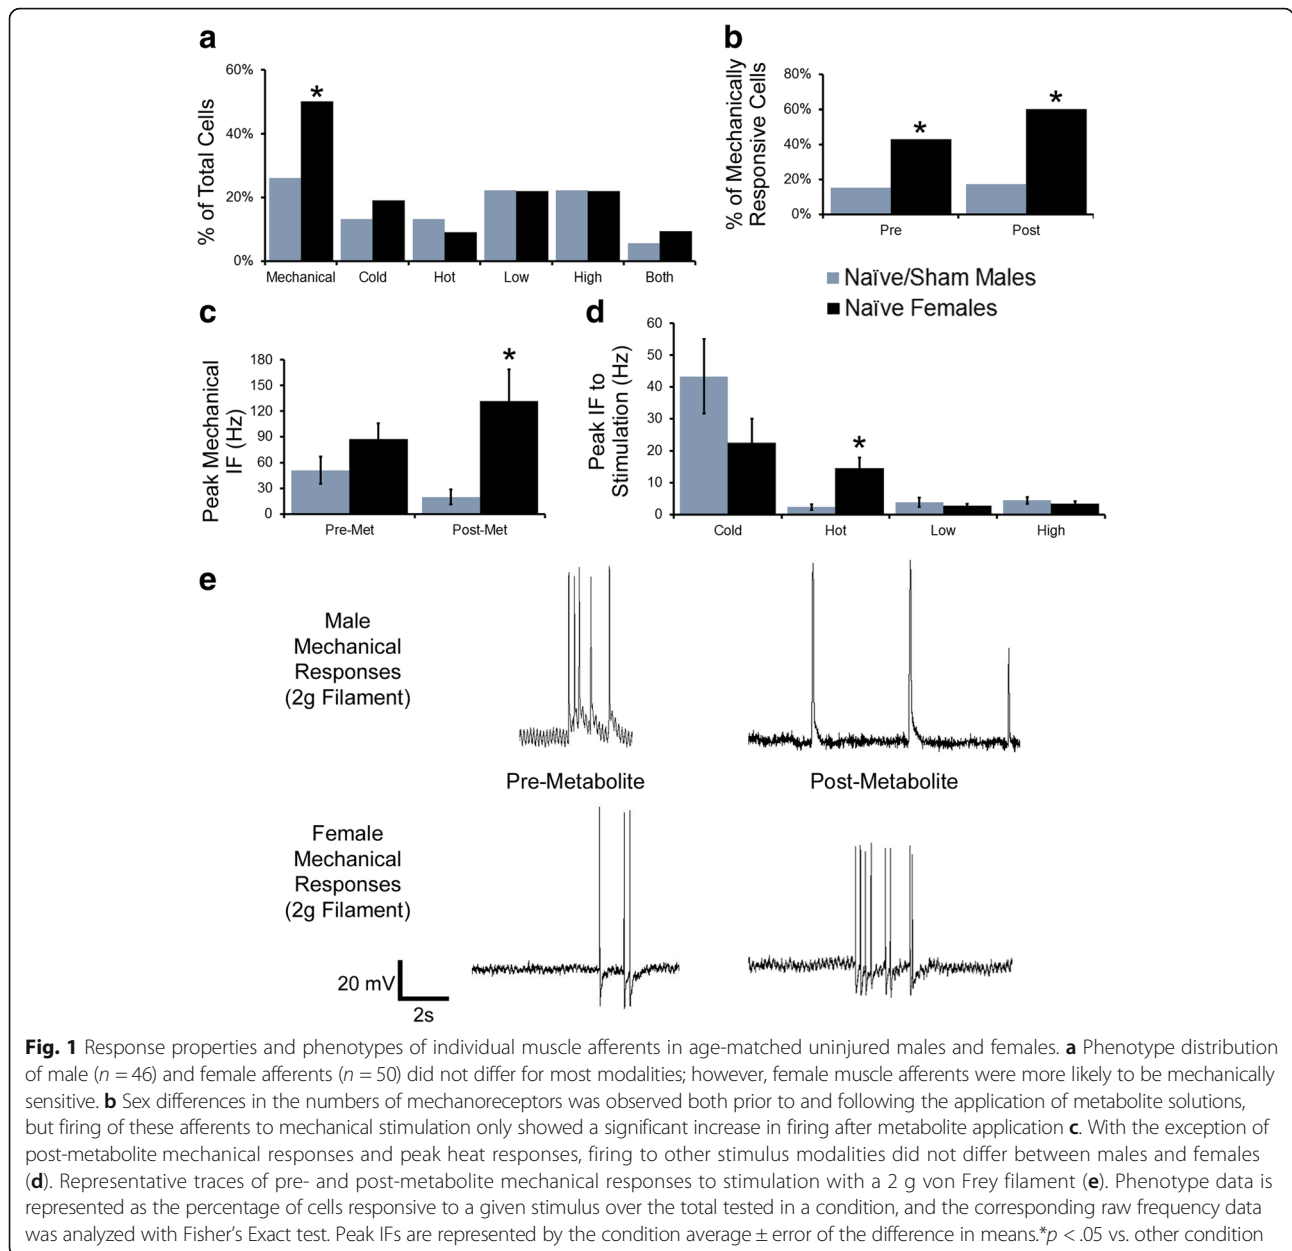 a
60%
40%
20%
0%
% of Total Cells
*
Mechanical Cold Hot Low High Both
b
80%
60%
40%
20%
0%
% of Mechanically
Responsive Cells
*
*
Pre Post
Naïve/Sham Males
Naïve Females
c
180
150
120
90
60
30
0
Peak Mechanical
IF (Hz)
*
Pre-Met Post-Met
d
60
50
40
30
20
10
0
Peak IF to
Stimulation (Hz)
*
Cold Hot Low High
e
Male
Mechanical
Responses
(2g Filament)
Pre-Metabolite Post-Metabolite
Female
Mechanical
Responses
(2g Filament)
20 mV
2s
Fig. 1 Response properties and phenotypes of individual muscle afferents in age-matched uninjured males and females. a Phenotype distribution
of male (n = 46) and female afferents (n = 50) did not differ for most modalities; however, female muscle afferents were more likely to be mechanically
sensitive. b Sex differences in the numbers of mechanoreceptors was observed both prior to and following the application of metabolite solutions,
but firing of these afferents to mechanical stimulation only showed a significant increase in firing after metabolite application c. With the exception of
post-metabolite mechanical responses and peak heat responses, firing to other stimulus modalities did not differ between males and females
(d). Representative traces of pre- and post-metabolite mechanical responses to stimulation with a 2 g von Frey filament (e). Phenotype data is
represented as the percentage of cells responsive to a given stimulus over the total tested in a condition, and the corresponding raw frequency data
was analyzed with Fisher's Exact test. Peak IFs are represented by the condition average ± error of the difference in means.*p < .05 vs. other condition